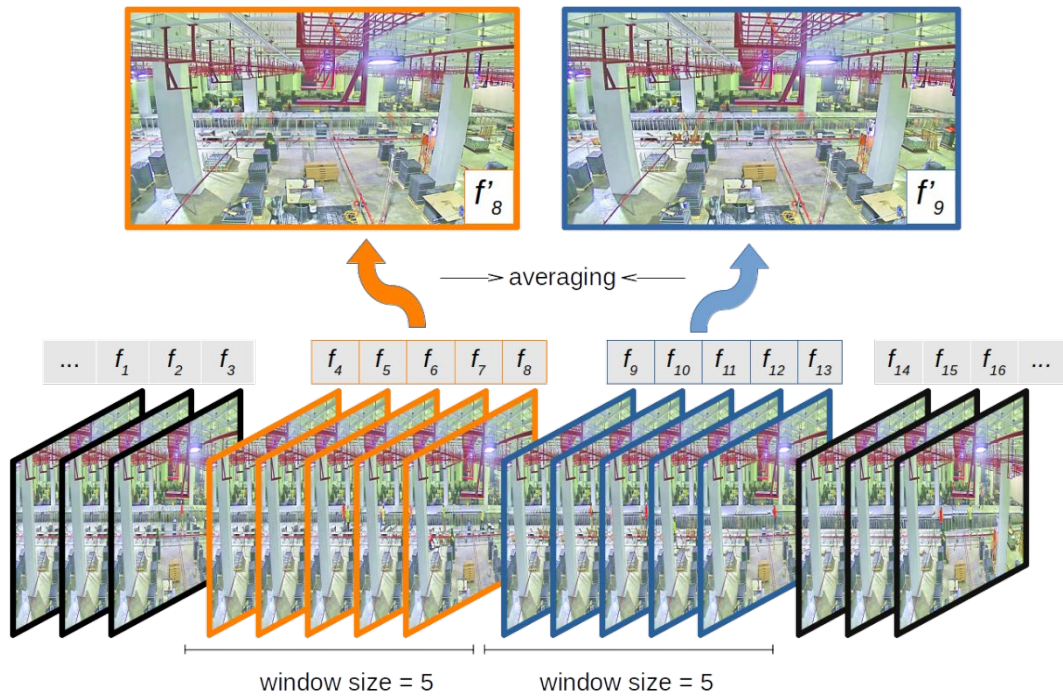 f'8
f'9
averaging
... f1 f2 f3
f4 f5 f6 f7 f8
f9 f10 f11 f12 f13
f14 f15 f16 ...
window size = 5
window size = 5